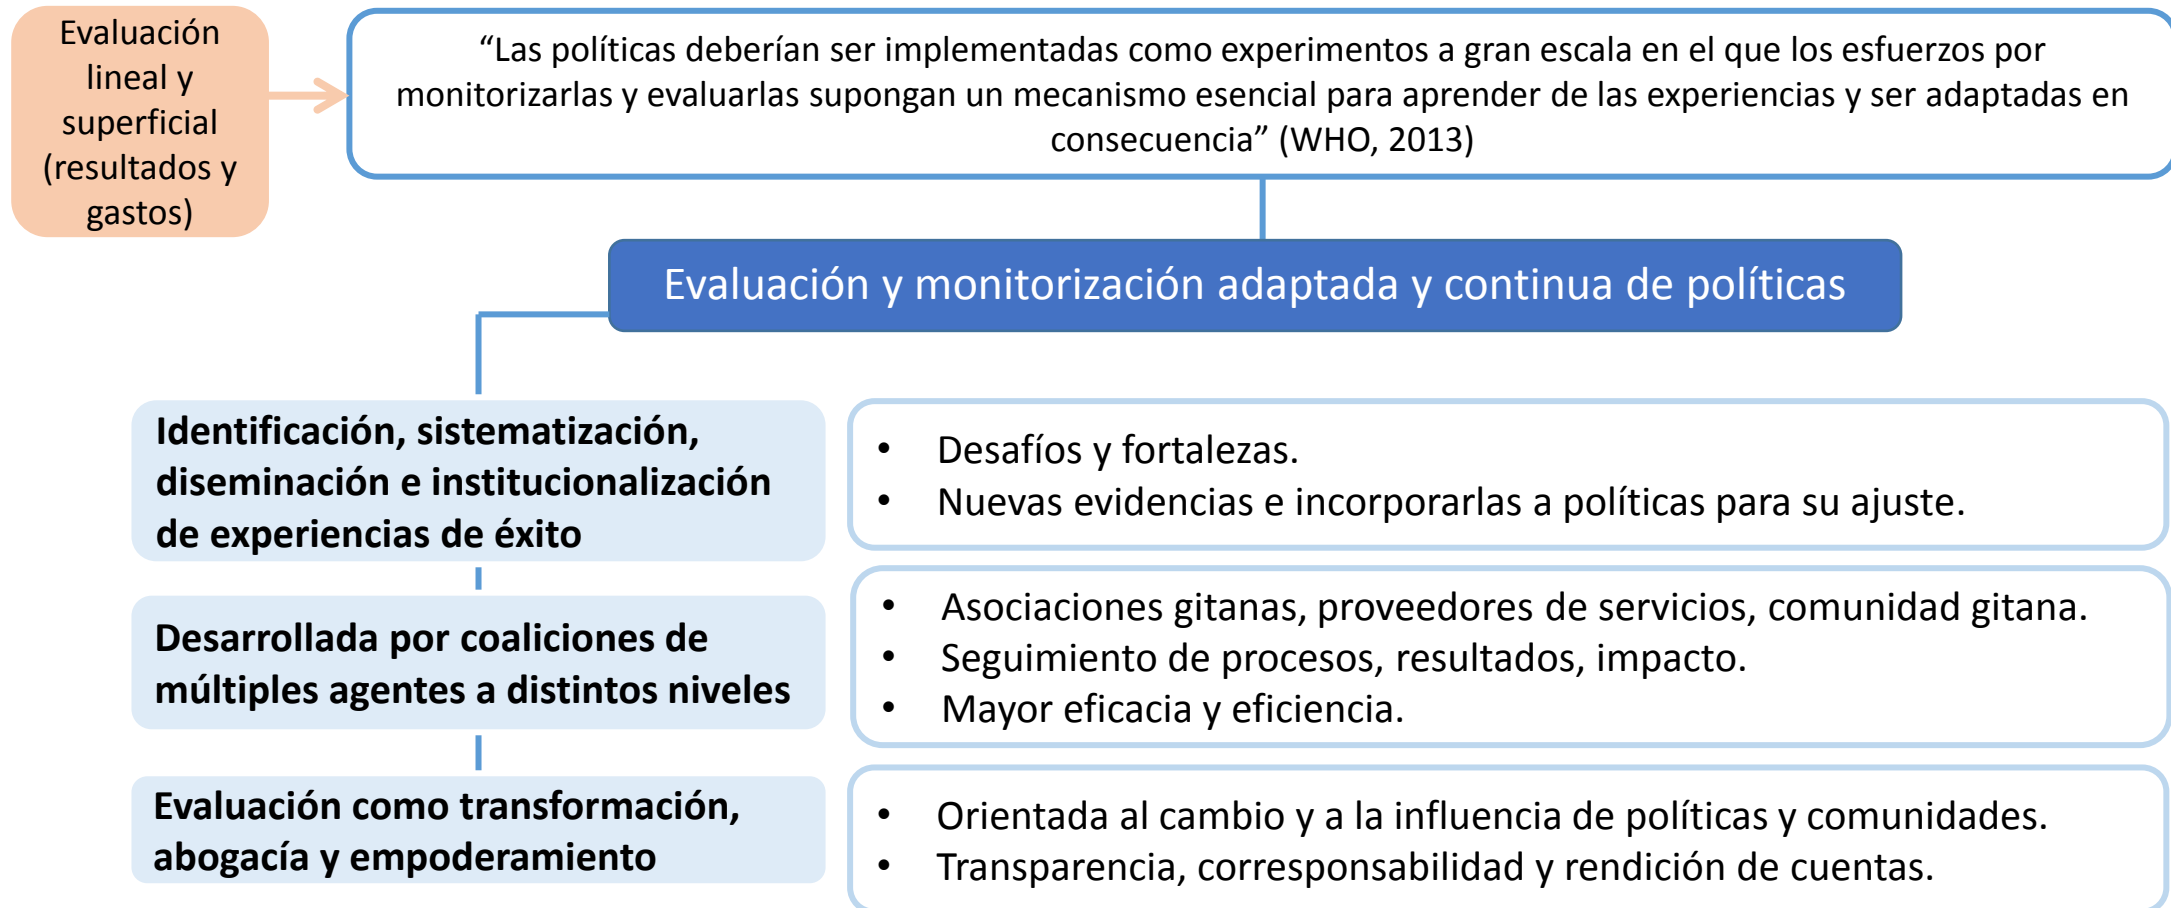 Evaluación
lineal y
superficial
(resultados y
gastos)
“Las políticas deberían ser implementadas como experimentos a gran escala en el que los esfuerzos por
monitorizarlas y evaluarlas supongan un mecanismo esencial para aprender de las experiencias y ser adaptadas en
consecuencia” (WHO, 2013)
Evaluación y monitorización adaptada y continua de políticas
Identificación, sistematización,
diseminación e institucionalización
de experiencias de éxito
• Desafíos y fortalezas.
• Nuevas evidencias e incorporarlas a políticas para su ajuste.
Desarrollada por coaliciones de
múltiples agentes a distintos niveles
• Asociaciones gitanas, proveedores de servicios, comunidad gitana.
• Seguimiento de procesos, resultados, impacto.
• Mayor eficacia y eficiencia.
Evaluación como transformación,
abogacía y empoderamiento
• Orientada al cambio y a la influencia de políticas y comunidades.
• Transparencia, corresponsabilidad y rendición de cuentas.